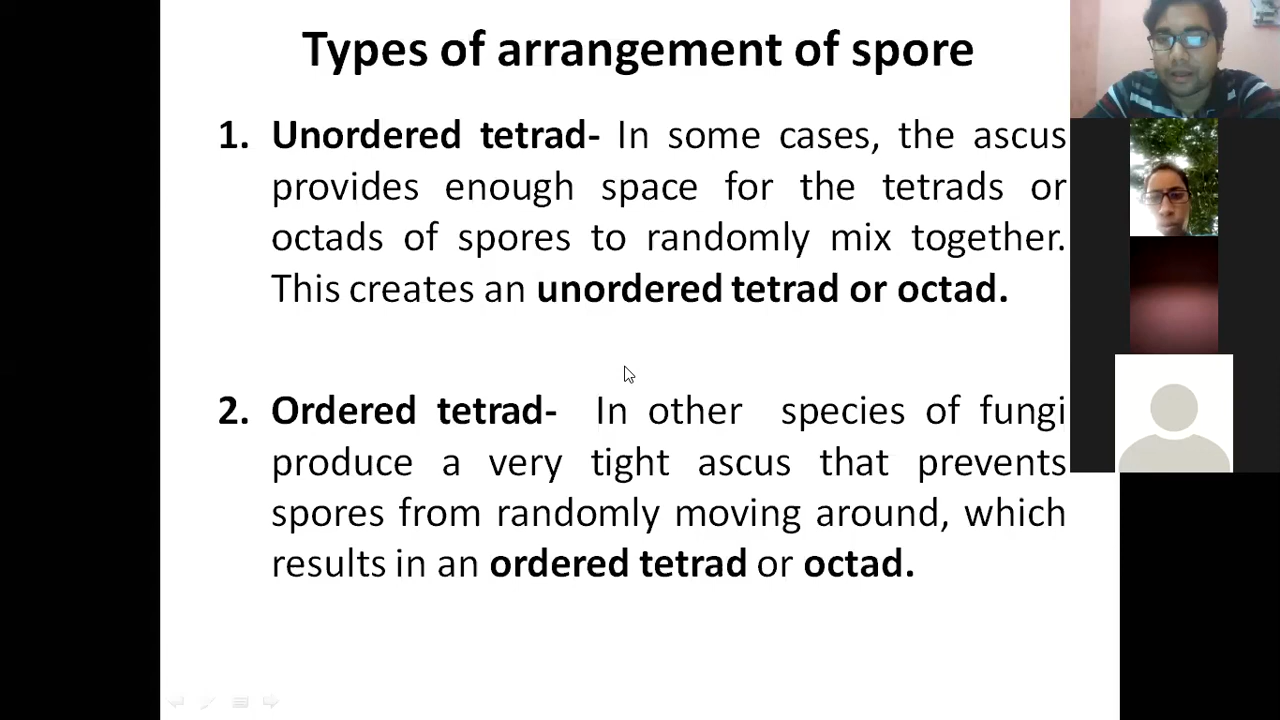 Types of arrangement of spore
1. Unordered tetrad- In some cases, the ascus
provides enough space for the tetrads or
octads of spores to randomly mix together.
This creates an unordered tetrad or octad.
2. Ordered tetrad- In other species of fungi
produce a very tight ascus that prevents
spores from randomly moving around, which
results in an ordered tetrad or octad.